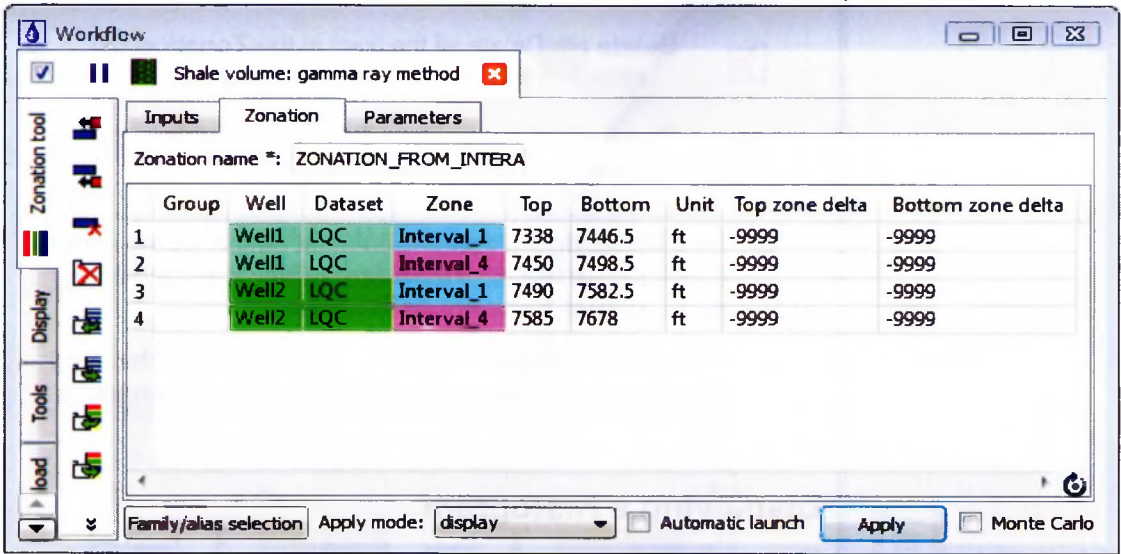 Workflow
Shale volume: gamma ray method
Inputs Zonation Parameters
Zonation name *: ZONATION_FROM_INTERA
Group Well Dataset Zone Top Bottom Unit Top zone delta Bottom zone delta
1 Well1 LQC Interval_1 7338 7446.5 ft -9999 -9999
2 Well1 LQC Interval_4 7450 7498.5 ft -9999 -9999
3 Well2 LQC Interval_1 7490 7582.5 ft -9999 -9999
4 Well2 LQC Interval_4 7585 7678 ft -9999 -9999
Zonation tool
Display
Tools
load
Family/alias selection Apply mode: display Automatic launch Apply Monte Carlo